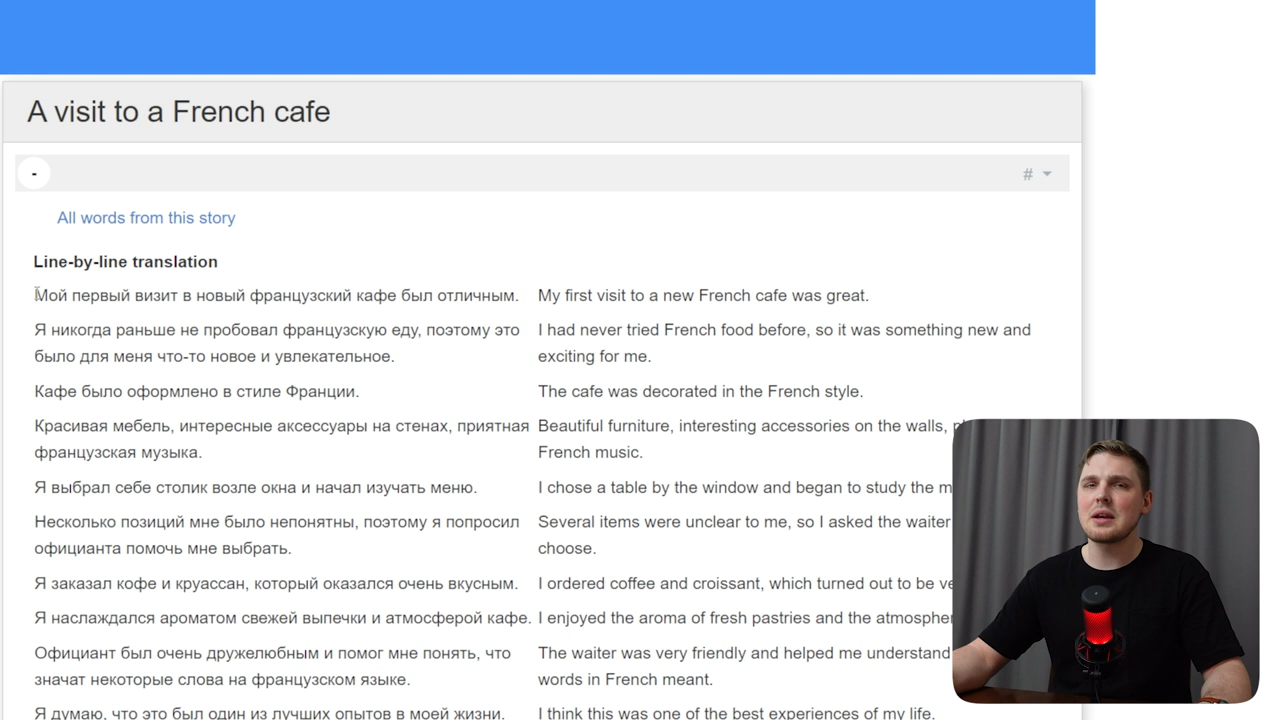 A visit to a French cafe
-
#
All words from this story
Line-by-line translation
Мой первый визит в новый французский кафе был отличным.
My first visit to a new French cafe was great.
Я никогда раньше не пробовал французскую еду, поэтому это
было для меня что-то новое и увлекательное.
I had never tried French food before, so it was something new and
exciting for me.
Кафе было оформлено в стиле Франции.
The cafe was decorated in the French style.
Красивая мебель, интересные аксессуары на стенах, приятная
французская музыка.
Beautiful furniture, interesting accessories on the walls,
French music.
Я выбрал себе столик возле окна и начал изучать меню.
I chose a table by the window and began to study the
Несколько позиций мне было непонятны, поэтому я попросил
официанта помочь мне выбрать.
Several items were unclear to me, so I asked the waiter
choose.
Я заказал кофе и круассан, который оказался очень вкусным.
I ordered coffee and croissant, which turned out to be
Я наслаждался ароматом свежей выпечки и атмосферой кафе.
I enjoyed the aroma of fresh pastries and the
Официант был очень дружелюбным и помог мне понять, что
значат некоторые слова на французском языке.
The waiter was very friendly and helped me understand
words in French meant.
Я думаю, что это был один из лучших опытов в моей жизни.
I think this was one of the best experiences of my life.